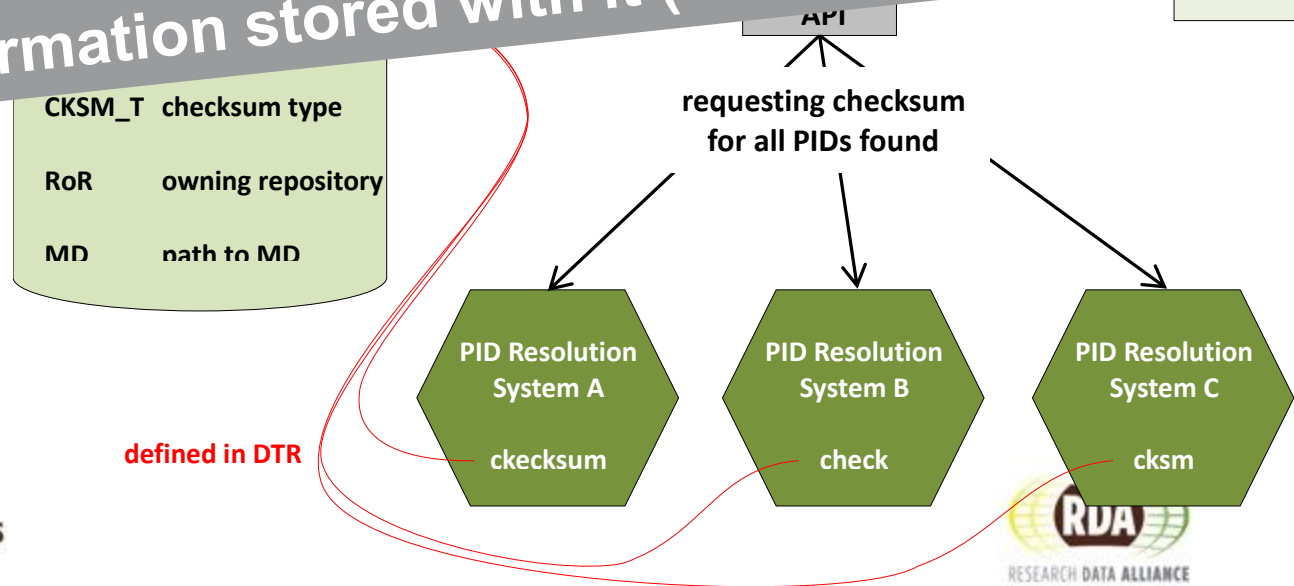 rmation stored with it (
API
CKSM_T checksum type
RoR owning repository
MD path to MD
requesting checksum
for all PIDs found
PID Resolution
System A
ckecksum
PID Resolution
System B
check
PID Resolution
System C
cksm
defined in DTR
RDA
RESEARCH DATA ALLIANCE